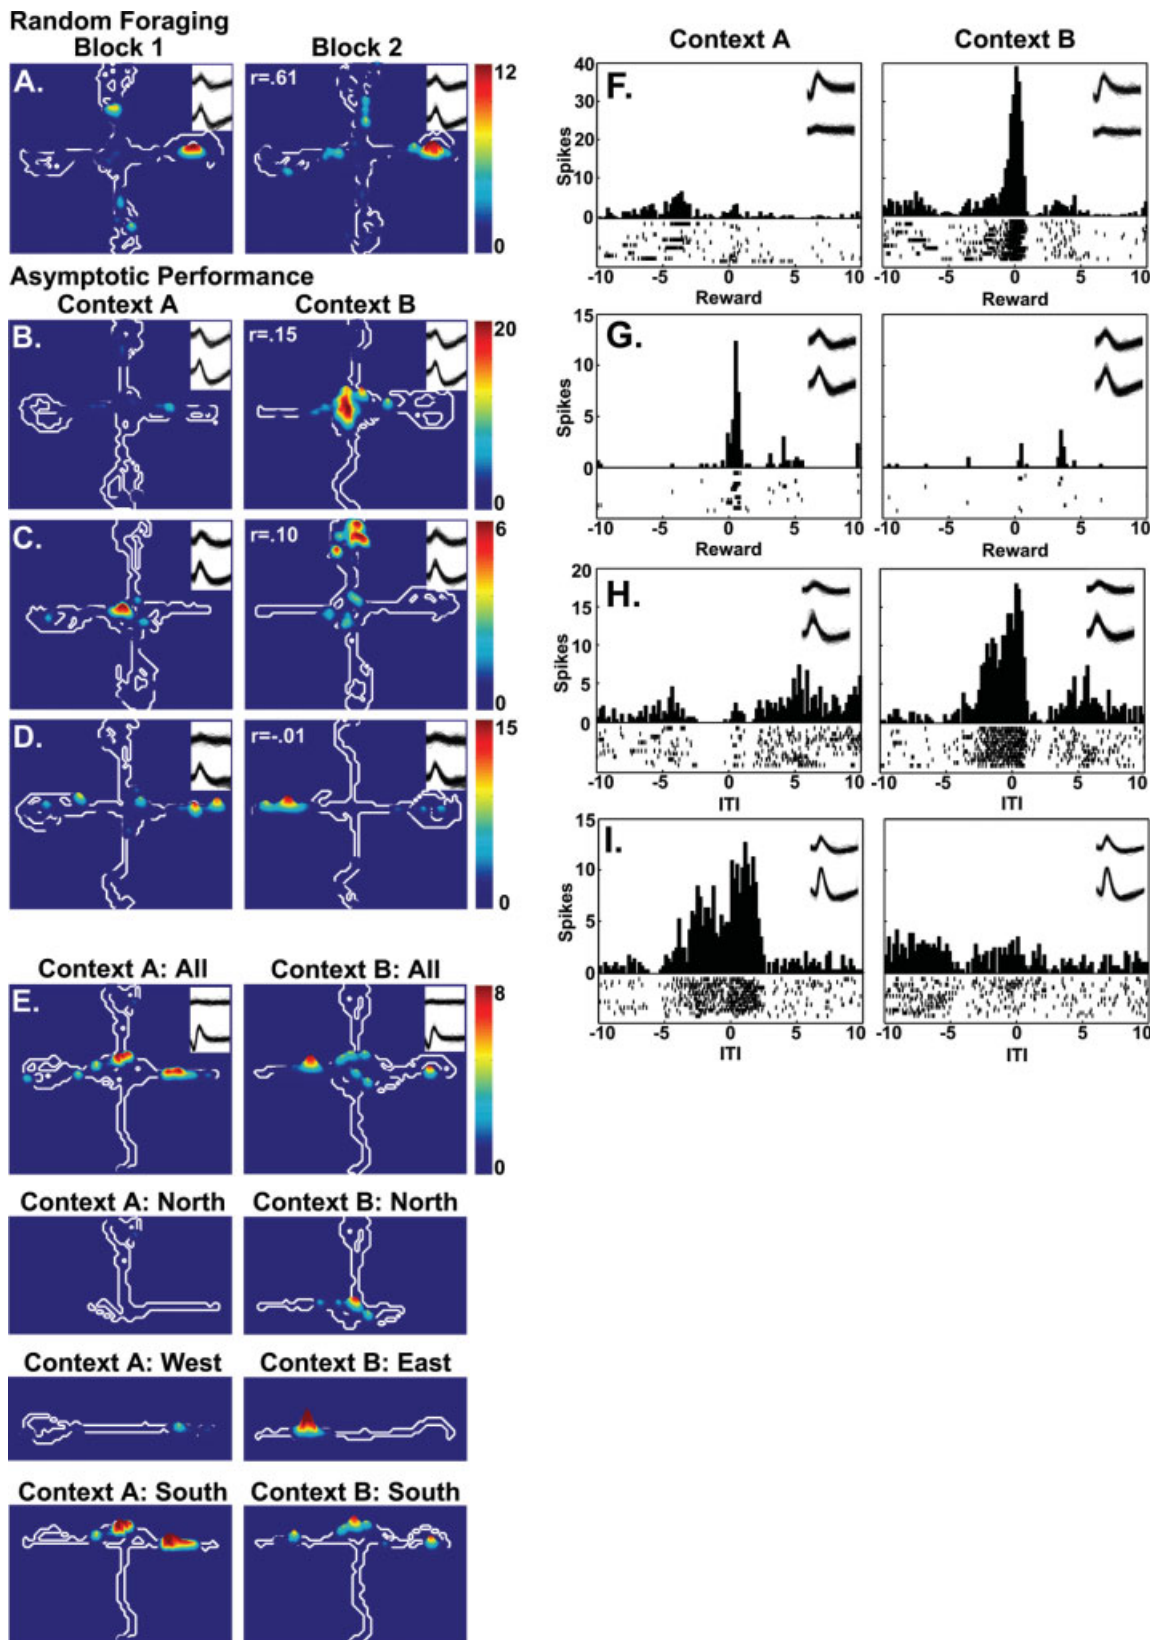 Random Foraging
Block 1 Block 2
A. r=.61 12
0
Asymptotic Performance
Context A Context B
B. r=.15 20
0
C. r=.10 6
0
D. r=-.01 15
0
Context A: All Context B: All
E. 8
0
Context A: North Context B: North
Context A: West Context B: East
Context A: South Context B: South
Context A Context B
F.
Spikes
40
30
20
10
0
-10 -5 0 5 10 -10 -5 0 5 10
Reward Reward
G.
Spikes
15
10
5
0
-10 -5 0 5 10 -10 -5 0 5 10
Reward Reward
H.
Spikes
20
15
10
5
0
-10 -5 0 5 10 -10 -5 0 5 10
ITI ITI
I.
Spikes
15
10
5
0
-10 -5 0 5 10 -10 -5 0 5 10
ITI ITI